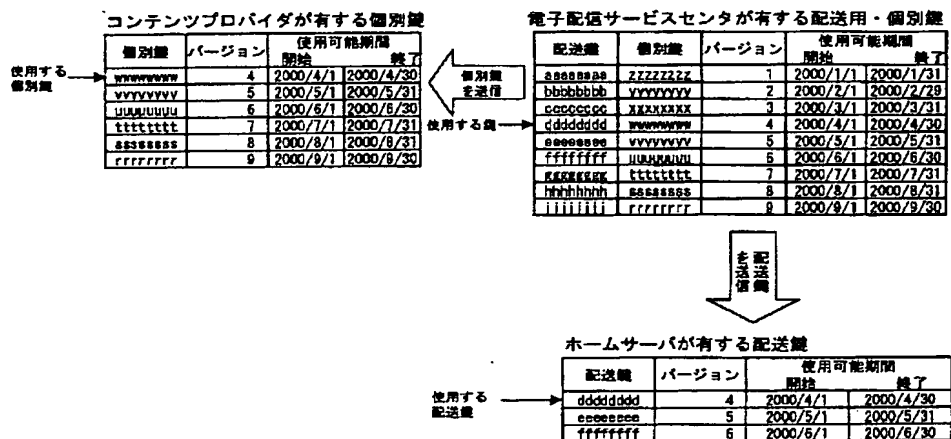 コンテンツプロバイダが有する個別鍵
個別鍵 バージョン 使用可能期間
開始 終了
使用する個別鍵
wwwwwwww 4 2000/4/1 2000/4/30
vvvvvvvv 5 2000/5/1 2000/5/31
uuuuuuuu 6 2000/6/1 2000/6/30
tttttttt 7 2000/7/1 2000/7/31
ssssssss 8 2000/8/1 2000/8/31
rrrrrrrr 9 2000/9/1 2000/9/30
個別鍵を送信
電子配信サービスセンタが有する配送用・個別鍵
配送鍵 個別鍵 バージョン 使用可能期間
開始 終了
aaaaaaaa zzzzzzzz 1 2000/1/1 2000/1/31
bbbbbbbb yyyyyyyy 2 2000/2/1 2000/2/29
cccccccc xxxxxxxx 3 2000/3/1 2000/3/31
使用する鍵
dddddddd wwwwwwww 4 2000/4/1 2000/4/30
eeeeeeee vvvvvvvv 5 2000/5/1 2000/5/31
ffffffff uuuuuuuu 6 2000/6/1 2000/6/30
gggggggg tttttttt 7 2000/7/1 2000/7/31
hhhhhhhh ssssssss 8 2000/8/1 2000/8/31
iiiiiiii rrrrrrrr 9 2000/9/1 2000/9/30
配送鍵を送信
ホームサーバが有する配送鍵
配送鍵 バージョン 使用可能期間
開始 終了
使用する配送鍵
dddddddd 4 2000/4/1 2000/4/30
eeeeeeee 5 2000/5/1 2000/5/31
ffffffff 6 2000/6/1 2000/6/30